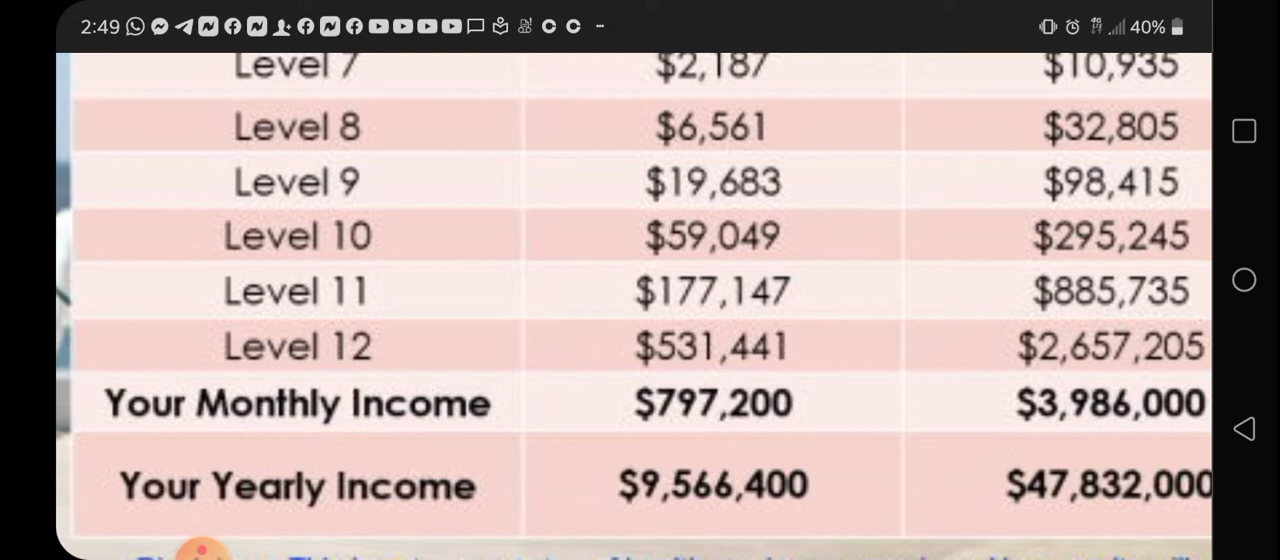 2:49 40%
Level 7 $2,187 $10,935
Level 8 $6,561 $32,805
Level 9 $19,683 $98,415
Level 10 $59,049 $295,245
Level 11 $177,147 $885,735
Level 12 $531,441 $2,657,205
Your Monthly Income $797,200 $3,986,000
Your Yearly Income $9,566,400 $47,832,000